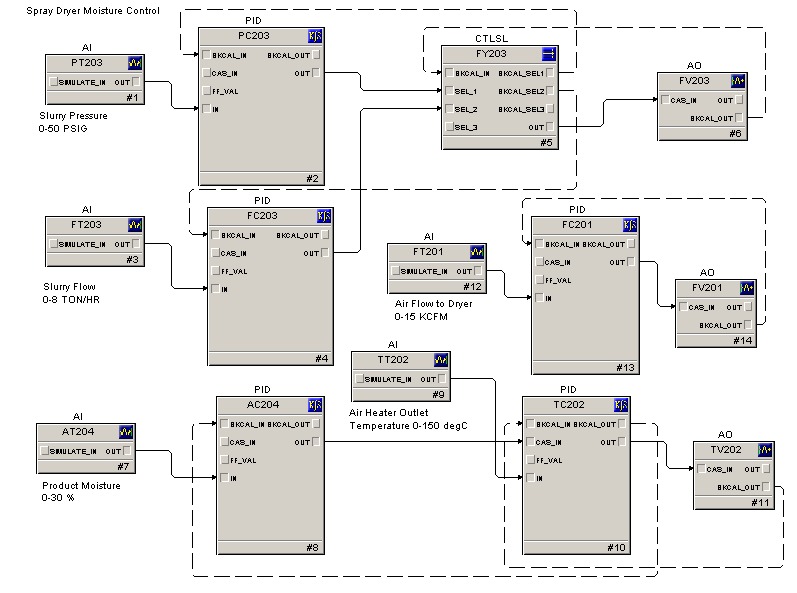 Spray Dryer Moisture Control
AI
PT203
SIMULATE_IN OUT
#1
Slurry Pressure
0-50 PSIG
PID
PC203
BKCAL_IN BKCAL_OUT
CAS_IN OUT
FF_VAL
IN
#2
CTLSL
FY203
BKCAL_IN BKCAL_SEL1
SEL_1 BKCAL_SEL2
SEL_2 BKCAL_SEL3
SEL_3 OUT
#5
AO
FV203
CAS_IN OUT
BKCAL_OUT
#6
AI
FT203
SIMULATE_IN OUT
#3
Slurry Flow
0-8 TON/HR
PID
FC203
BKCAL_IN BKCAL_OUT
CAS_IN OUT
FF_VAL
IN
#4
AI
FT201
SIMULATE_IN OUT
#12
Air Flow to Dryer
0-15 KCFM
PID
FC201
BKCAL_IN BKCAL_OUT
CAS_IN OUT
FF_VAL
IN
#13
AO
FV201
CAS_IN OUT
BKCAL_OUT
#14
AI
TT202
SIMULATE_IN OUT
#9
Air Heater Outlet
Temperature 0-150 degC
AI
AT204
SIMULATE_IN OUT
#7
Product Moisture
0-30 %
PID
AC204
BKCAL_IN BKCAL_OUT
CAS_IN OUT
FF_VAL
IN
#8
PID
TC202
BKCAL_IN BKCAL_OUT
CAS_IN OUT
FF_VAL
IN
#10
AO
TV202
CAS_IN OUT
BKCAL_OUT
#11